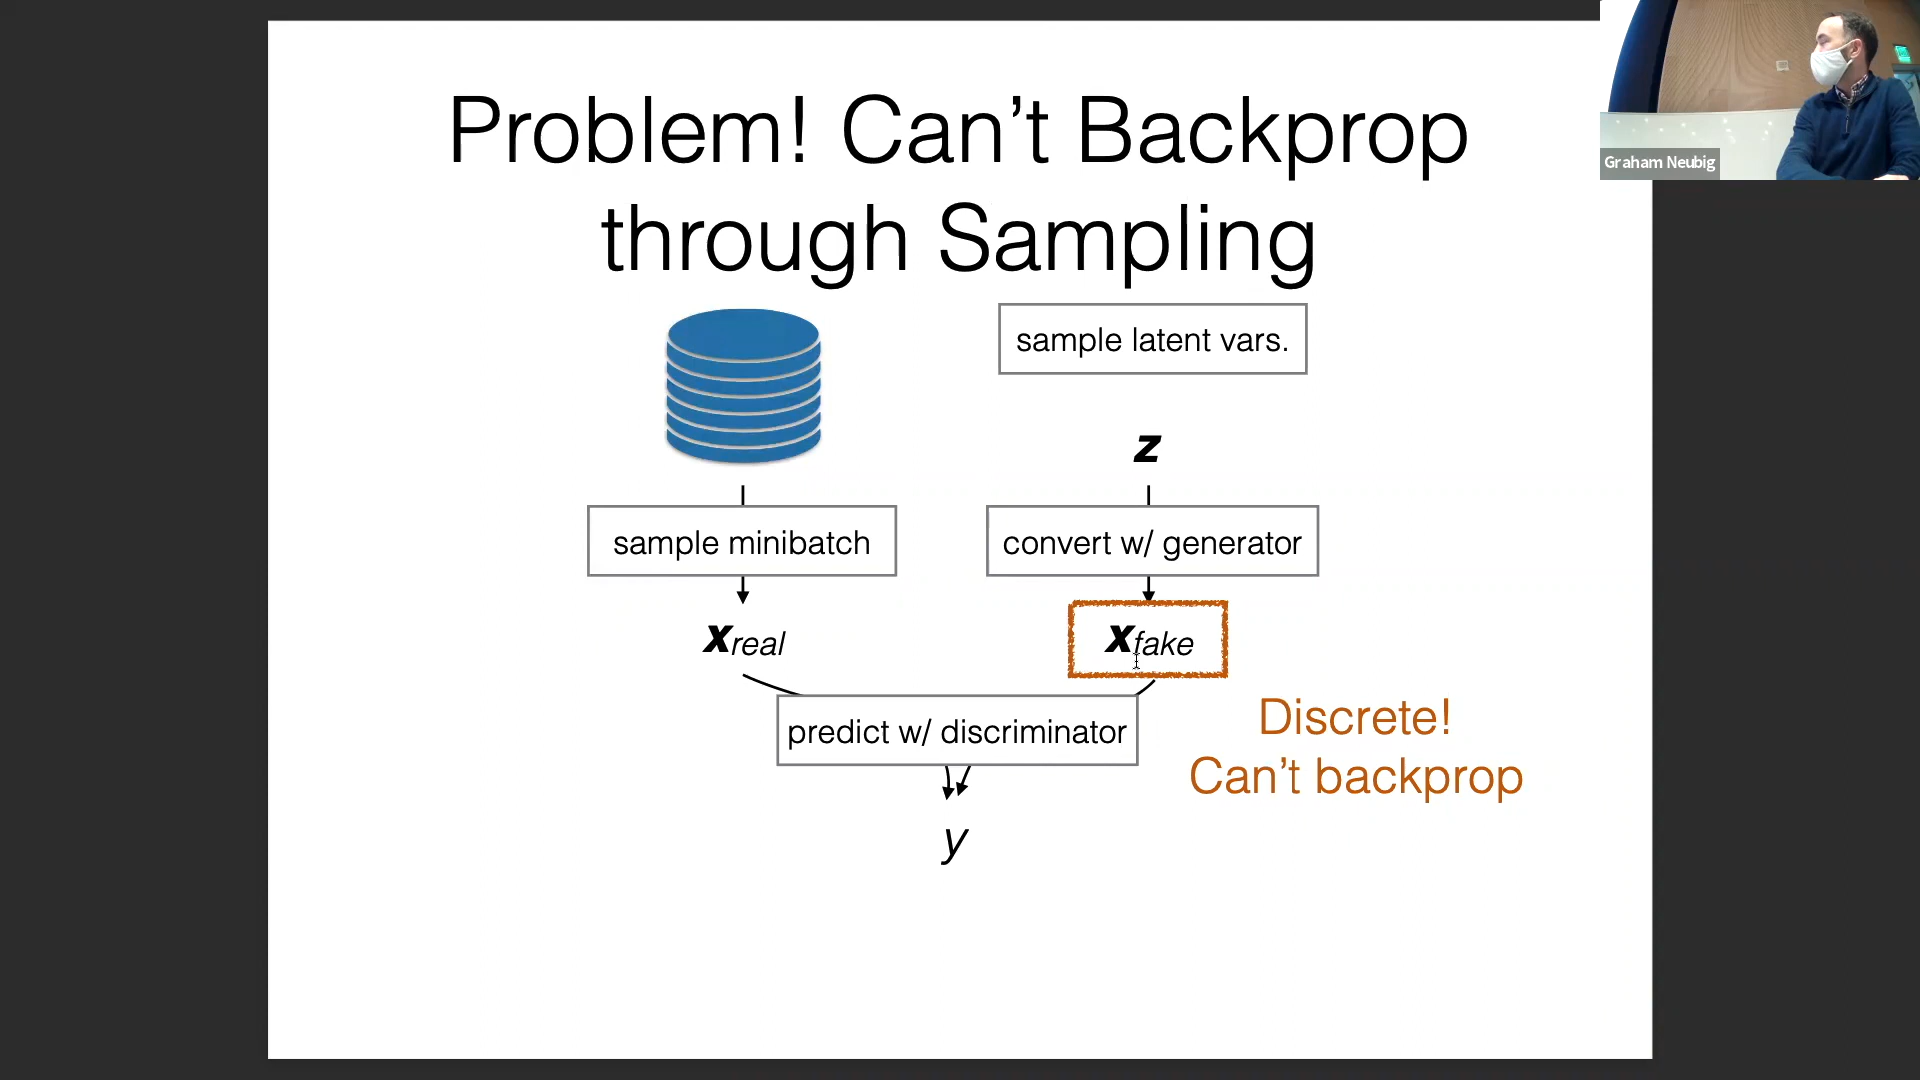 Problem! Can't Backprop
through Sampling
Graham Neubig
sample latent vars.
z
sample minibatch
convert w/ generator
xreal
xfake
predict w/ discriminator
Discrete!
Can't backprop
y